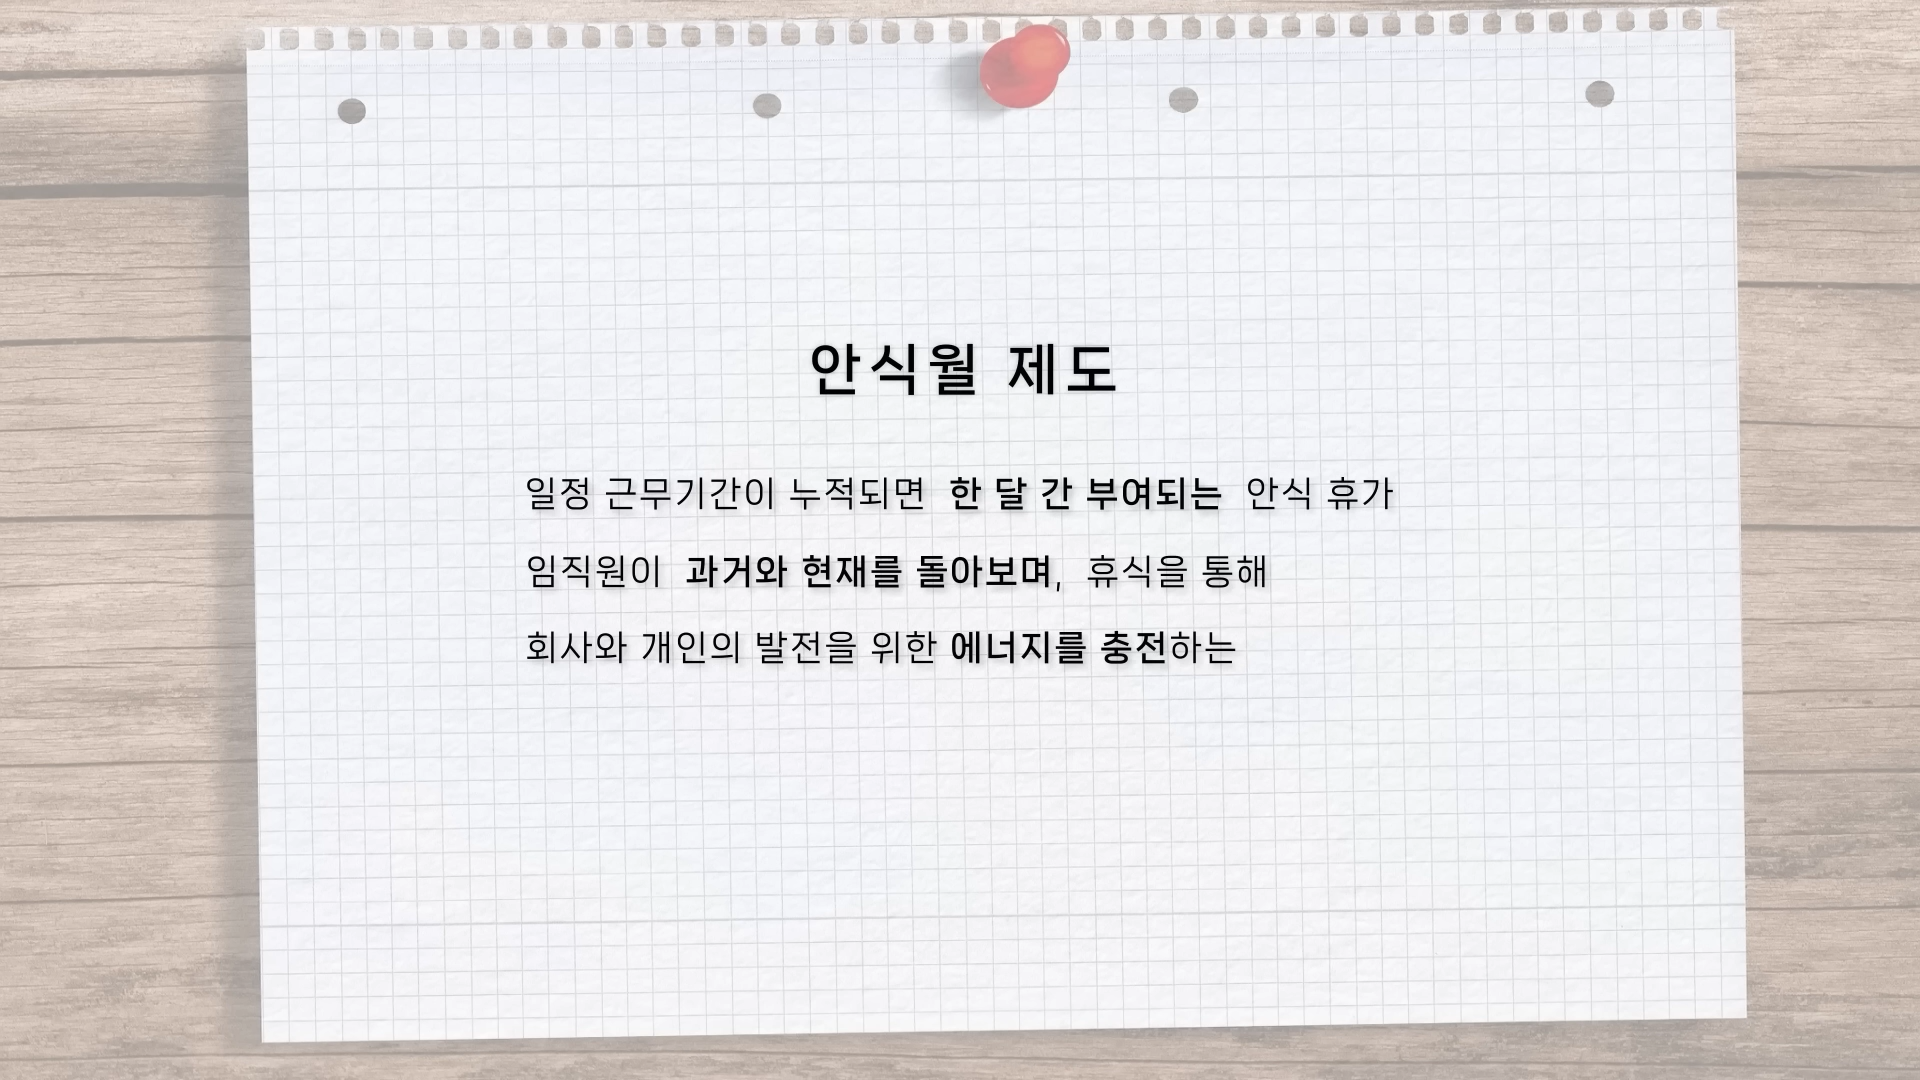 안식월 제도
일정 근무기간이 누적되면 한 달 간 부여되는 안식 휴가
임직원이 과거와 현재를 돌아보며, 휴식을 통해
회사와 개인의 발전을 위한 에너지를 충전하는